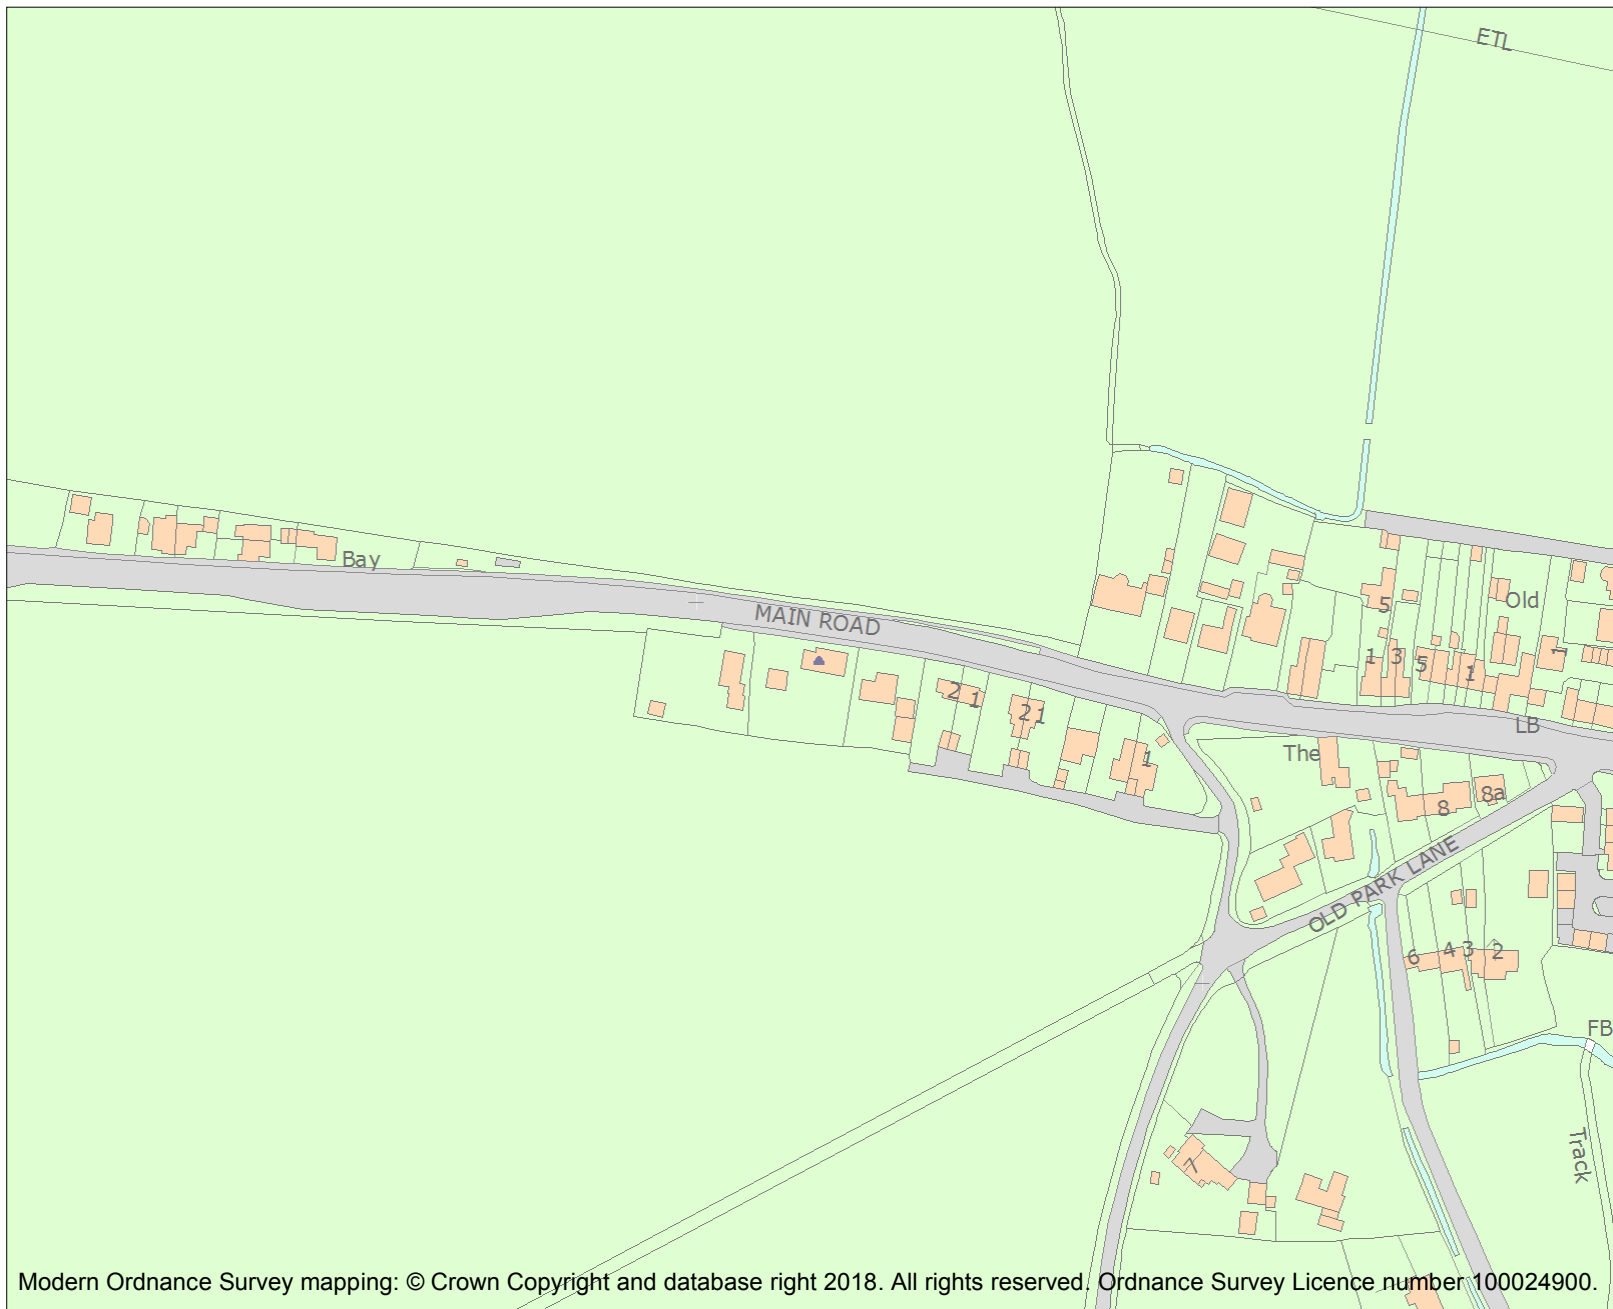 ETL
Bay
MAIN ROAD
5
Old
1 3 5 1 1
2 1
2 1
1
LB
The
8 8a
OLD PARK LANE
6 4 3 2
FB
Track
7
Modern Ordnance Survey mapping: © Crown Copyright and database right 2018. All rights reserved. Ordnance Survey Licence number 100024900.